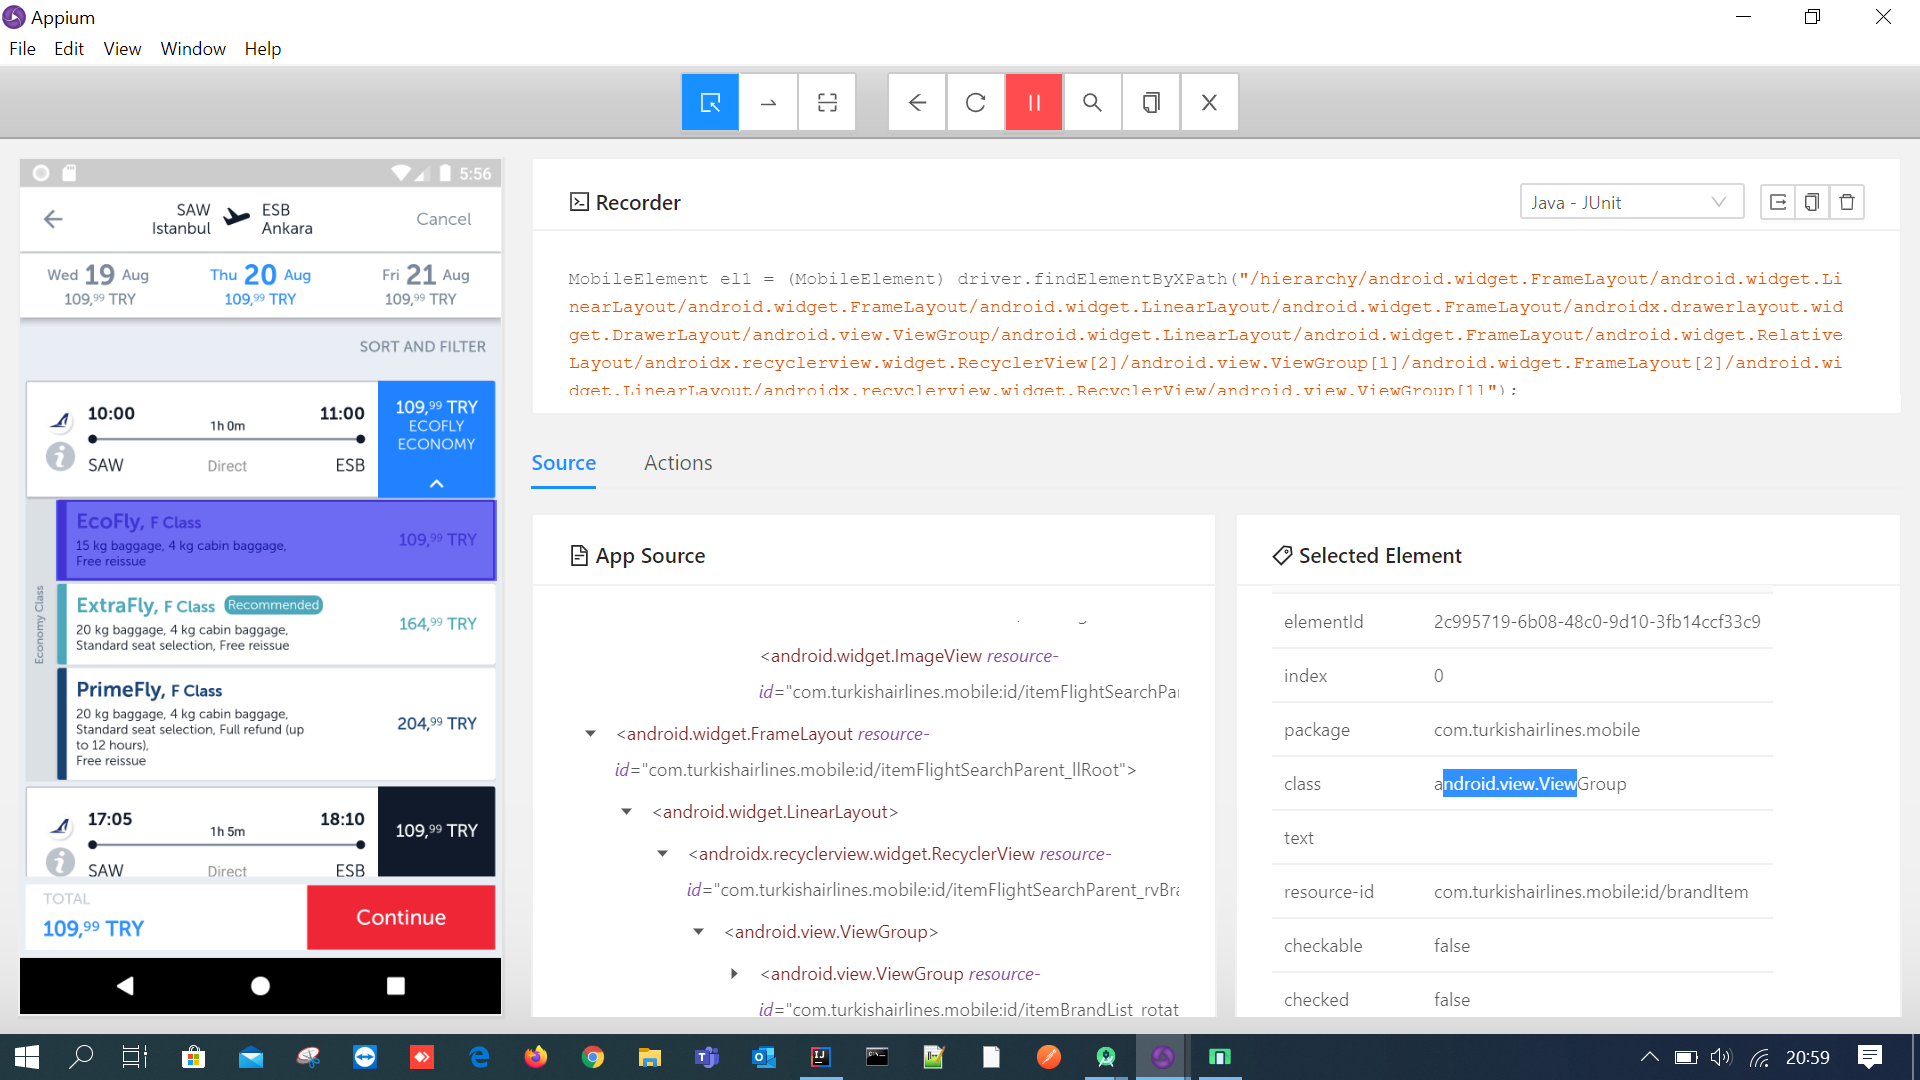 Appium
File Edit View Window Help
5:56
SAW ESB
Istanbul Ankara
Cancel
Wed 19 Aug
109,99 TRY
Thu 20 Aug
109,99 TRY
Fri 21 Aug
109,99 TRY
SORT AND FILTER
10:00 11:00
1h 0m
SAW Direct ESB
109,99 TRY
ECOFLY
ECONOMY
Economy Class
EcoFly, F Class
15 kg baggage, 4 kg cabin baggage,
Free reissue
109,99 TRY
ExtraFly, F Class Recommended
20 kg baggage, 4 kg cabin baggage,
Standard seat selection, Free reissue
164,99 TRY
PrimeFly, F Class
20 kg baggage, 4 kg cabin baggage,
Standard seat selection, Full refund (up
to 12 hours),
Free reissue
204,99 TRY
17:05 18:10
1h 5m
SAW Direct ESB
109,99 TRY
TOTAL
109,99 TRY
Continue
Recorder
Java - JUnit
MobileElement el1 = (MobileElement) driver.findElementByXPath("/hierarchy/android.widget.FrameLayout/android.widget.Li
nearLayout/android.widget.FrameLayout/android.widget.LinearLayout/android.widget.FrameLayout/androidx.drawerlayout.wid
get.DrawerLayout/android.view.ViewGroup/android.widget.LinearLayout/android.widget.FrameLayout/android.widget.Relative
Layout/androidx.recyclerview.widget.RecyclerView[2]/android.view.ViewGroup[1]/android.widget.FrameLayout[2]/android.wi
dget.LinearLayout/androidx.recyclerview.widget.RecyclerView/android.view.ViewGroup[1]");
Source Actions
App Source
<android.widget.ImageView resource-
id="com.turkishairlines.mobile:id/itemFlightSearchPar
<android.widget.FrameLayout resource-
id="com.turkishairlines.mobile:id/itemFlightSearchParent_llRoot">
<android.widget.LinearLayout>
<androidx.recyclerview.widget.RecyclerView resource-
id="com.turkishairlines.mobile:id/itemFlightSearchParent_rvBra
<android.view.ViewGroup>
<android.view.ViewGroup resource-
id="com.turkishairlines.mobile:id/itemBrandList_rotat
Selected Element
elementId 2c995719-6b08-48c0-9d10-3fb14ccf33c9
index 0
package com.turkishairlines.mobile
class android.view.ViewGroup
text
resource-id com.turkishairlines.mobile:id/brandItem
checkable false
checked false
20:59